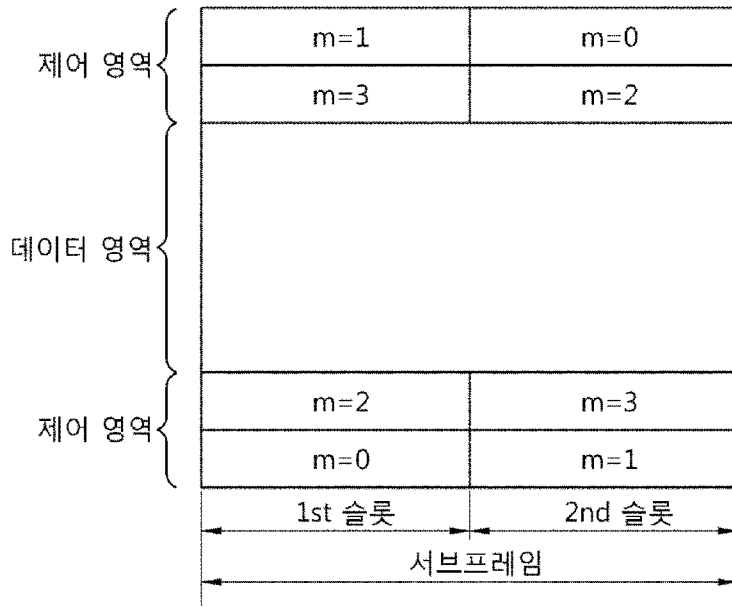 제어 영역
m=1
m=0
m=3
m=2
데이터 영역
제어 영역
m=2
m=3
m=0
m=1
1st 슬롯
2nd 슬롯
서브프레임